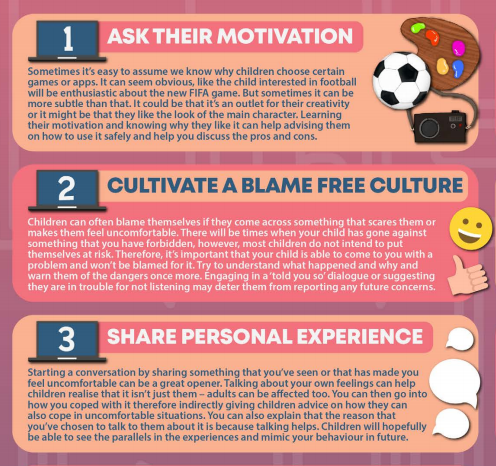 1
ASK THEIR MOTIVATION
Sometimes it's easy to assume we know why children choose certain
games or apps. It can seem obvious, like the child interested in football
will be enthusiastic about the new FIFA game. But sometimes it can be
more subtle than that. It could be that it's an outlet for their creativity
or it might be that they like the look of the main character. Learning
their motivation and knowing why they like it can help advising them
on how to use it safely and help you discuss the pros and cons.
2
CULTIVATE A BLAME FREE CULTURE
Children can often blame themselves if they come across something that scares them or
makes them feel uncomfortable. There will be times when your child has gone against
something that you have forbidden, however, most children do not intend to put
themselves at risk. Therefore, it's important that your child is able to come to you with a
problem and won't be blamed for it. Try to understand what happened and why and
warn them of the dangers once more. Engaging in a 'told you so' dialogue or suggesting
they are in trouble for not listening may deter them from reporting any future concerns.
3
SHARE PERSONAL EXPERIENCE
Starting a conversation by sharing something that you've seen or that has made you
feel uncomfortable can be a great opener. Talking about your own feelings can help
children realise that it isn't just them – adults can be affected too. You can then go into
how you coped with it therefore indirectly giving children advice on how they can
also cope in uncomfortable situations. You can also explain that the reason that
you've chosen to talk to them about it is because talking helps. Children will hopefully
be able to see the parallels in the experiences and mimic your behaviour in future.